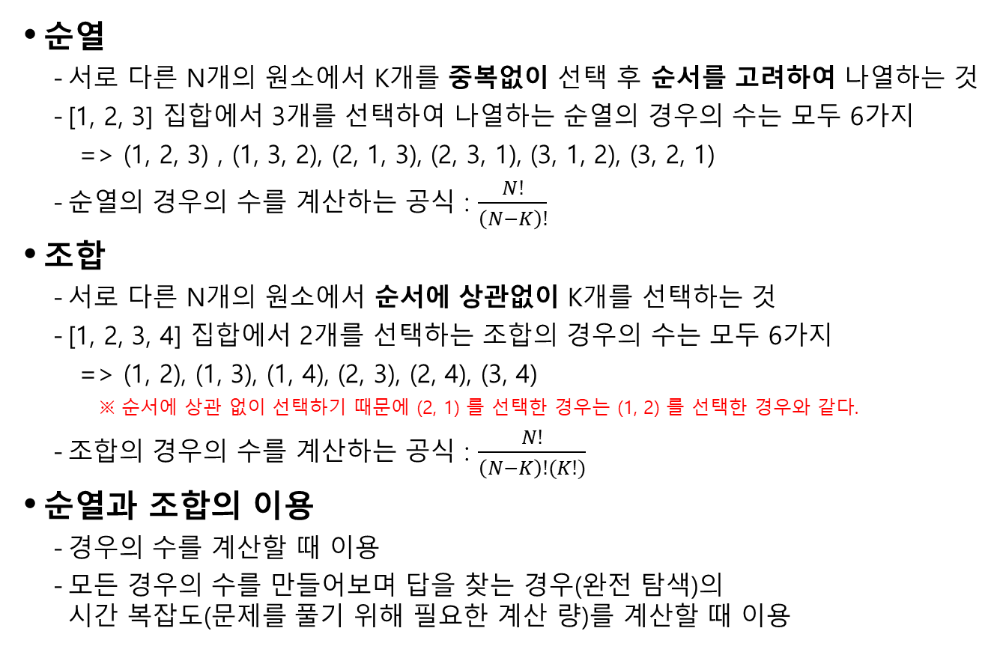 • 순열
- 서로 다른 N개의 원소에서 K개를 중복없이 선택 후 순서를 고려하여 나열하는 것
- [1, 2, 3] 집합에서 3개를 선택하여 나열하는 순열의 경우의 수는 모두 6가지
=> (1, 2, 3) , (1, 3, 2), (2, 1, 3), (2, 3, 1), (3, 1, 2), (3, 2, 1)
- 순열의 경우의 수를 계산하는 공식 : N!/(N−K)!
• 조합
- 서로 다른 N개의 원소에서 순서에 상관없이 K개를 선택하는 것
- [1, 2, 3, 4] 집합에서 2개를 선택하는 조합의 경우의 수는 모두 6가지
=> (1, 2), (1, 3), (1, 4), (2, 3), (2, 4), (3, 4)
※ 순서에 상관 없이 선택하기 때문에 (2, 1) 를 선택한 경우는 (1, 2) 를 선택한 경우와 같다.
- 조합의 경우의 수를 계산하는 공식 : N!/(N−K)!(K!)
• 순열과 조합의 이용
- 경우의 수를 계산할 때 이용
- 모든 경우의 수를 만들어보며 답을 찾는 경우(완전 탐색)의
시간 복잡도(문제를 풀기 위해 필요한 계산 량)를 계산할 때 이용